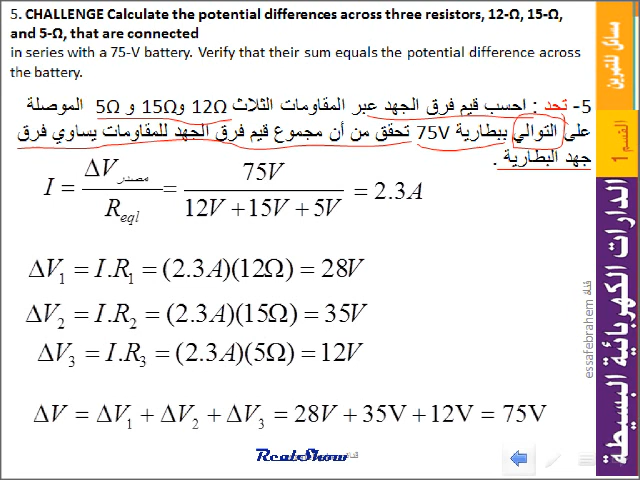 5. CHALLENGE Calculate the potential differences across three resistors, 12-Ω, 15-Ω,
and 5-Ω, that are connected
in series with a 75-V battery. Verify that their sum equals the potential difference across
the battery.
5- تحد : احسب قيم فرق الجهد عبر المقاومات الثلاث 12Ω و15Ω و 5Ω الموصلة
على التوالي ببطارية 75V تحقق من أن مجموع قيم فرق الجهد للمقاومات يساوي فرق
جهد البطارية .
I = ΔV مصدر / R_eql = 75V / 12V + 15V + 5V = 2.3A
ΔV₁ = I.R₁ = (2.3A)(12Ω) = 28V
ΔV₂ = I.R₂ = (2.3A)(15Ω) = 35V
ΔV₃ = I.R₃ = (2.3A)(5Ω) = 12V
ΔV = ΔV₁ + ΔV₂ + ΔV₃ = 28V + 35V + 12V = 75V
مسائل للتمرين
القسم 1
الدارات الكهربائية البسيطة
قناة essafebrahem